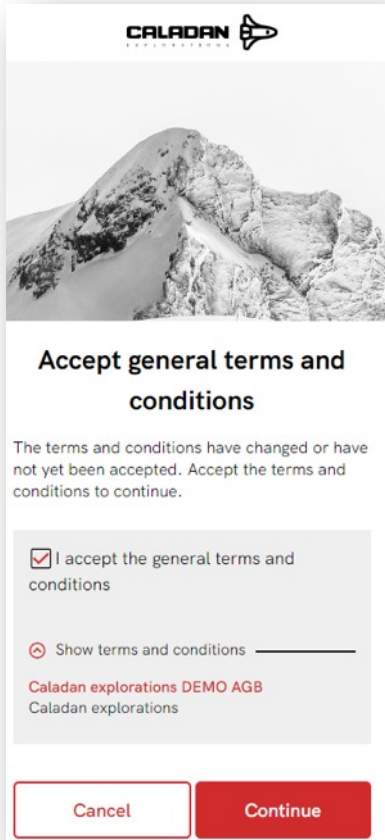 CALADAN
EXPLORATIONS
Accept general terms and
conditions
The terms and conditions have changed or have
not yet been accepted. Accept the terms and
conditions to continue.
I accept the general terms and
conditions
Show terms and conditions
Caladan explorations DEMO AGB
Caladan explorations
Cancel
Continue